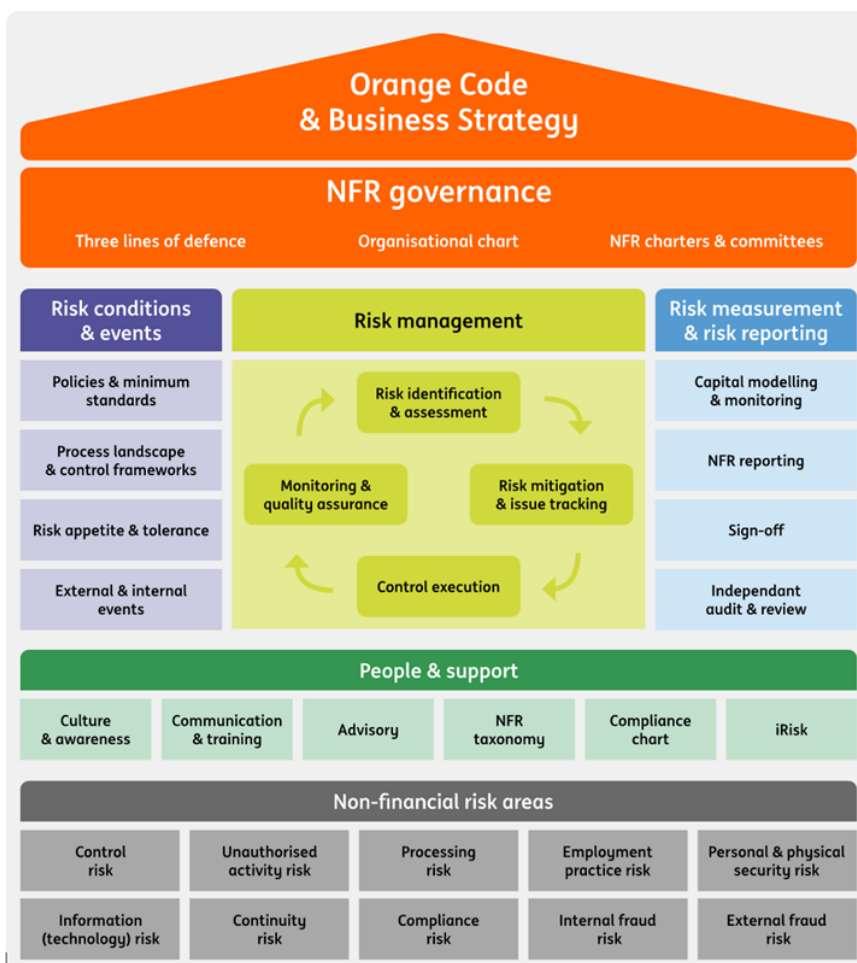 Orange Code
& Business Strategy
NFR governance
Three lines of defence
Organisational chart
NFR charters & committees
Risk conditions
& events
Policies & minimum
standards
Process landscape
& control frameworks
Risk appetite & tolerance
External & internal
events
Risk management
Risk identification
& assessment
Risk mitigation
& issue tracking
Control execution
Monitoring &
quality assurance
Risk measurement
& risk reporting
Capital modelling
& monitoring
NFR reporting
Sign-off
Independant
audit & review
People & support
Culture
& awareness
Communication
& training
Advisory
NFR
taxonomy
Compliance
chart
iRisk
Non-financial risk areas
Control
risk
Unauthorised
activity risk
Processing
risk
Employment
practice risk
Personal & physical
security risk
Information
(technology) risk
Continuity
risk
Compliance
risk
Internal fraud
risk
External fraud
risk